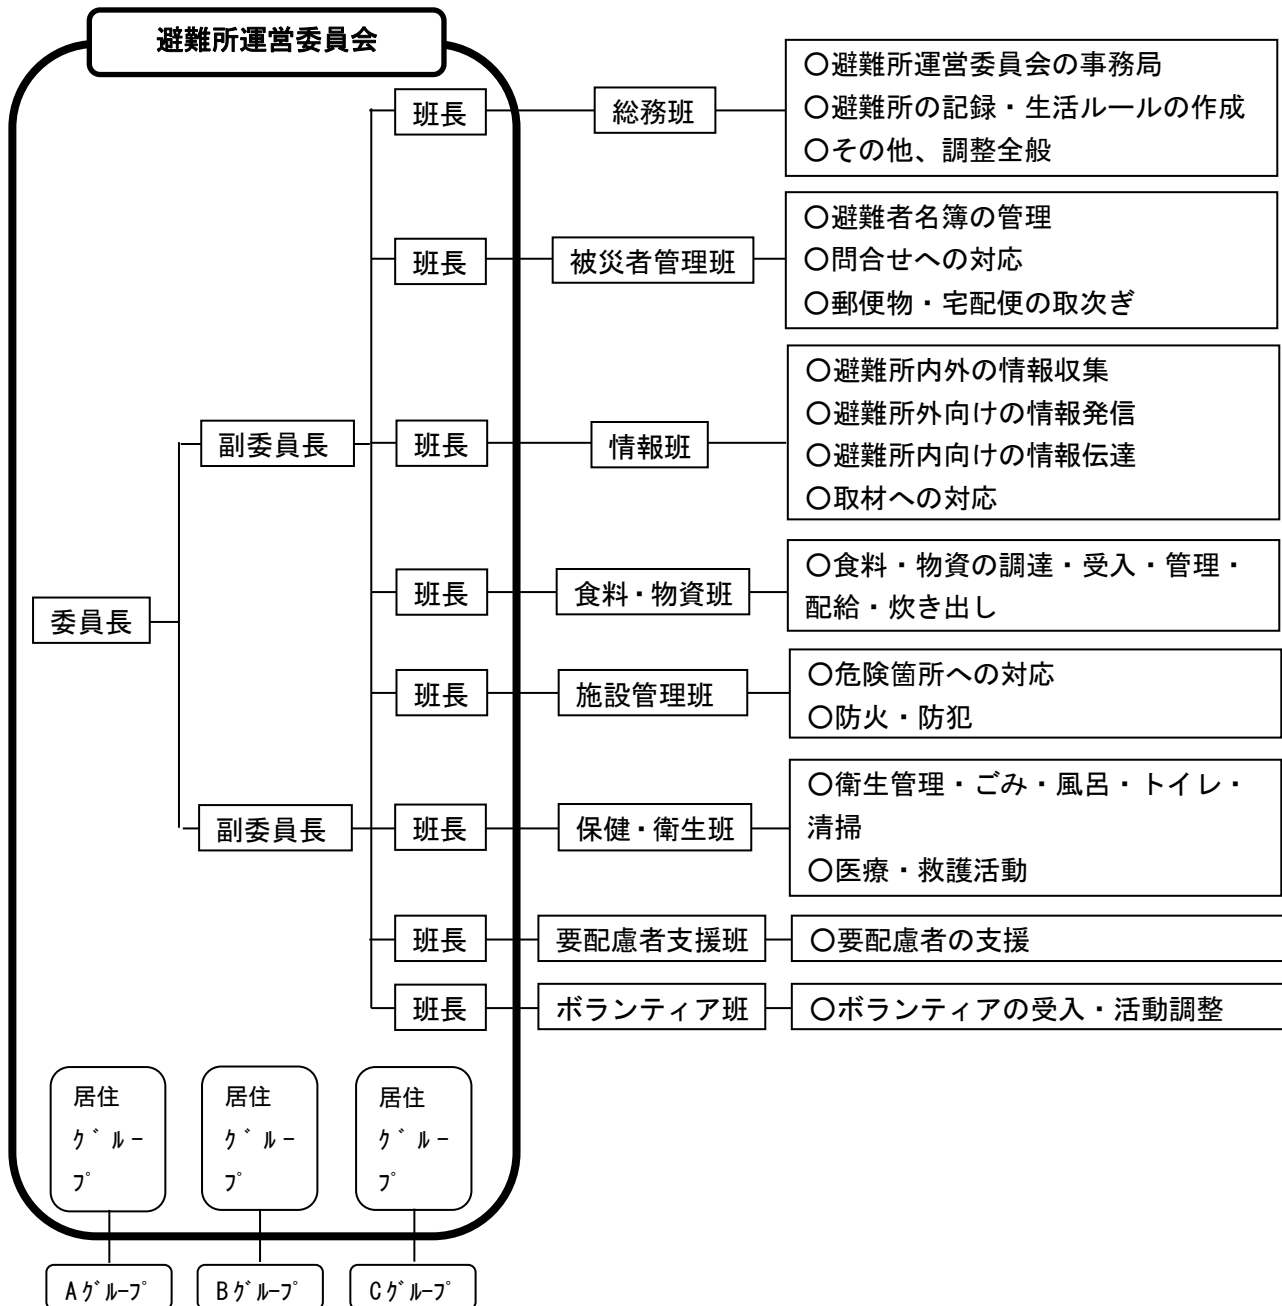 避難所運営委員会
班長
総務班
○避難所運営委員会の事務局
○避難所の記録・生活ルールの作成
○その他、調整全般
班長
被災者管理班
○避難者名簿の管理
○問合せへの対応
○郵便物・宅配便の取次ぎ
副委員長
班長
情報班
○避難所内外の情報収集
○避難所外向けの情報発信
○避難所内向けの情報伝達
○取材への対応
委員長
班長
食料・物資班
○食料・物資の調達・受入・管理・
配給・炊き出し
班長
施設管理班
○危険箇所への対応
○防火・防犯
副委員長
班長
保健・衛生班
○衛生管理・ごみ・風呂・トイレ・
清掃
○医療・救護活動
班長
要配慮者支援班
○要配慮者の支援
班長
ボランティア班
○ボランティアの受入・活動調整
居住
ｸﾞﾙｰ
ﾌﾟ
居住
ｸﾞﾙｰ
ﾌﾟ
居住
ｸﾞﾙｰ
ﾌﾟ
Aｸﾞﾙｰﾌﾟ
Bｸﾞﾙｰﾌﾟ
Cｸﾞﾙｰﾌﾟ